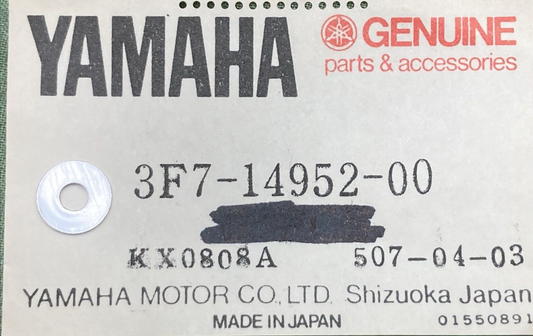 YAMAHA
GENUINE
parts & accessories
3F7-14952-00
KX0808A 507-04-03
YAMAHA MOTOR CO., LTD. Shizuoka Japan
MADE IN JAPAN 01550891